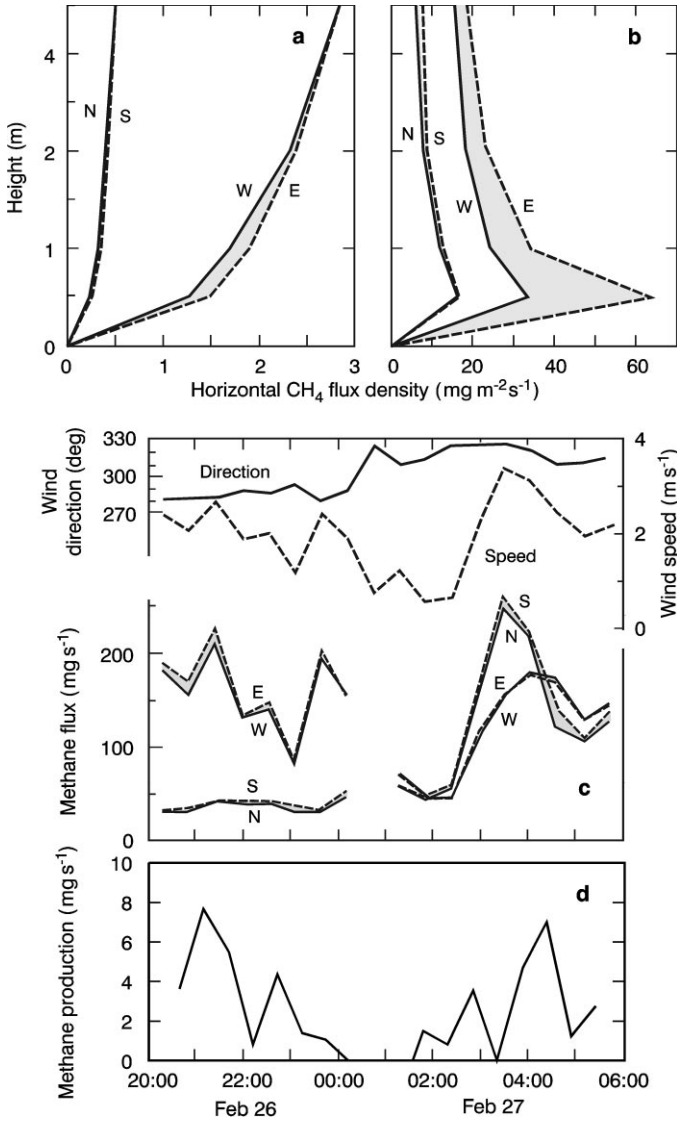 a
b
4
2
1
0
Height (m)
N
S
W
E
N
S
W
E
0 1 2 3 0 20 40 60
Horizontal CH4 flux density (mg m-2s-1)
330
300
270
Wind
direction (deg)
Direction
Speed
4
2
0
Wind speed (m s-1)
200
100
0
Methane flux (mg s-1)
E
W
S
N
S
N
E
W
c
10
8
6
4
2
0
Methane production (mg s-1)
d
20:00 22:00 00:00 02:00 04:00 06:00
Feb 26 Feb 27